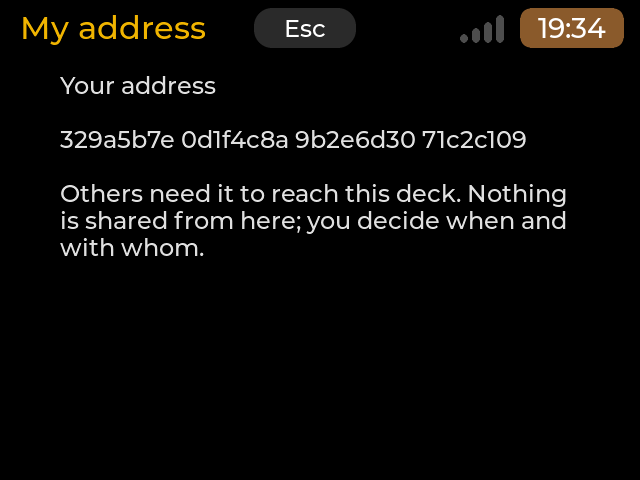 My address
Esc
19:34
Your address
329a5b7e 0d1f4c8a 9b2e6d30 71c2c109
Others need it to reach this deck. Nothing
is shared from here; you decide when and
with whom.